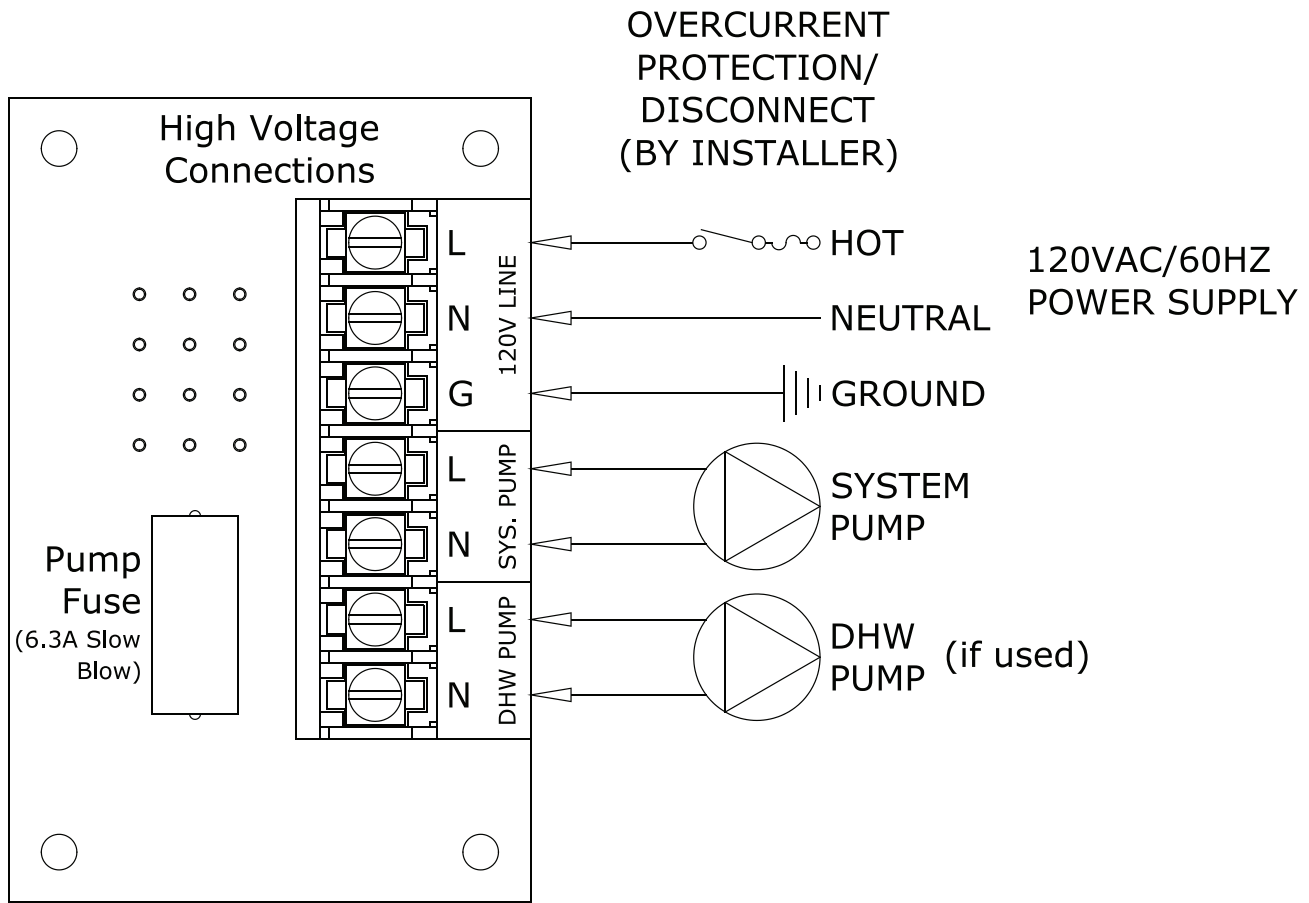 OVERCURRENT
PROTECTION/
DISCONNECT
(BY INSTALLER)
High Voltage
Connections
L
N
G
120V LINE
HOT
NEUTRAL
GROUND
120VAC/60HZ
POWER SUPPLY
L
N
SYS. PUMP
SYSTEM
PUMP
L
N
DHW PUMP
DHW
PUMP
(if used)
Pump
Fuse
(6.3A Slow
Blow)